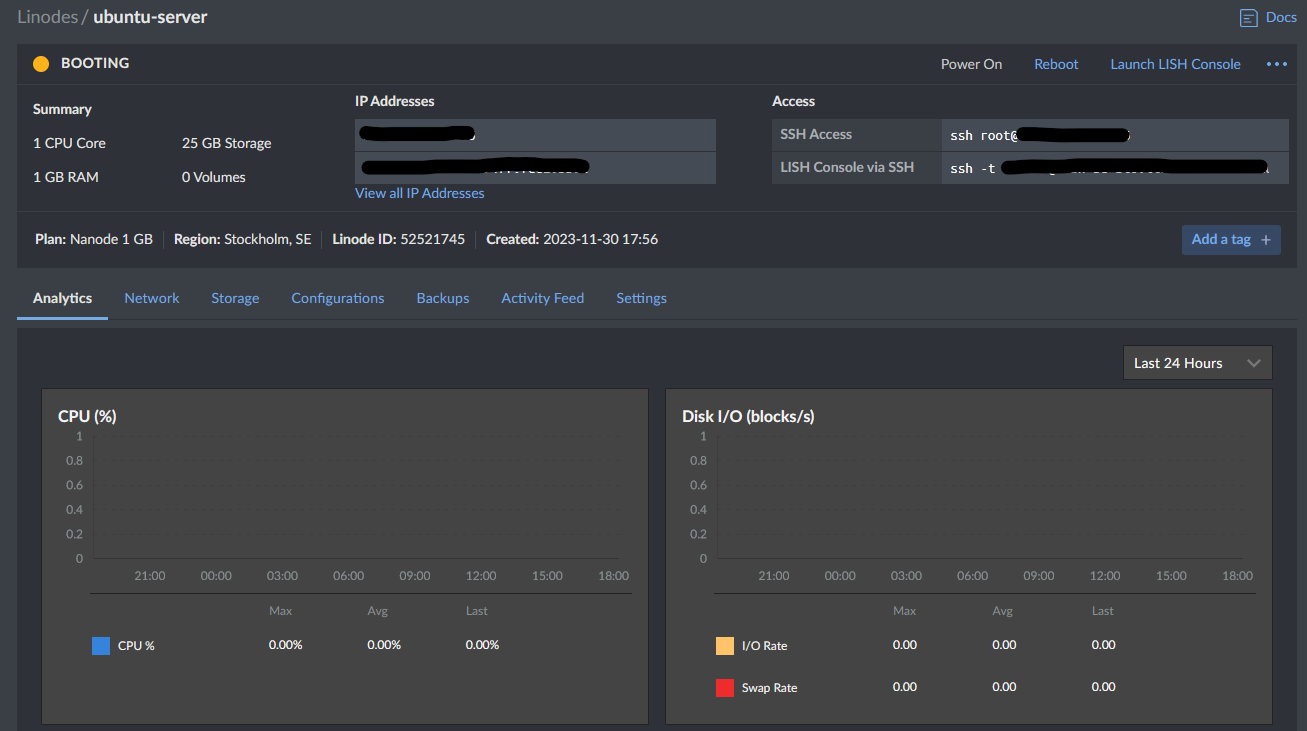 Linodes / ubuntu-server
Docs
BOOTING
Power On Reboot Launch LISH Console
Summary
1 CPU Core 25 GB Storage
1 GB RAM 0 Volumes
IP Addresses
View all IP Addresses
Access
SSH Access ssh root@
LISH Console via SSH ssh -t
Plan: Nanode 1 GB Region: Stockholm, SE Linode ID: 52521745 Created: 2023-11-30 17:56
Add a tag +
Analytics Network Storage Configurations Backups Activity Feed Settings
Last 24 Hours
CPU (%)
1
0.8
0.6
0.4
0.2
0
21:00 00:00 03:00 06:00 09:00 12:00 15:00 18:00
Max Avg Last
CPU % 0.00% 0.00% 0.00%
Disk I/O (blocks/s)
1
0.8
0.6
0.4
0.2
0
21:00 00:00 03:00 06:00 09:00 12:00 15:00 18:00
Max Avg Last
I/O Rate 0.00 0.00 0.00
Swap Rate 0.00 0.00 0.00